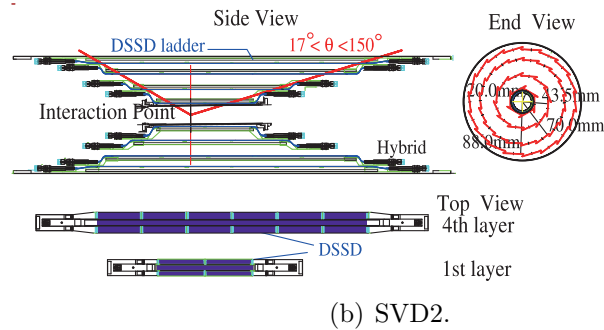 Side View
End View
DSSD ladder
17°< θ <150°
20.0mm
43.5mm
Interaction Point
70.0mm
Hybrid
88.0mm
Top View
4th layer
DSSD
1st layer
(b) SVD2.